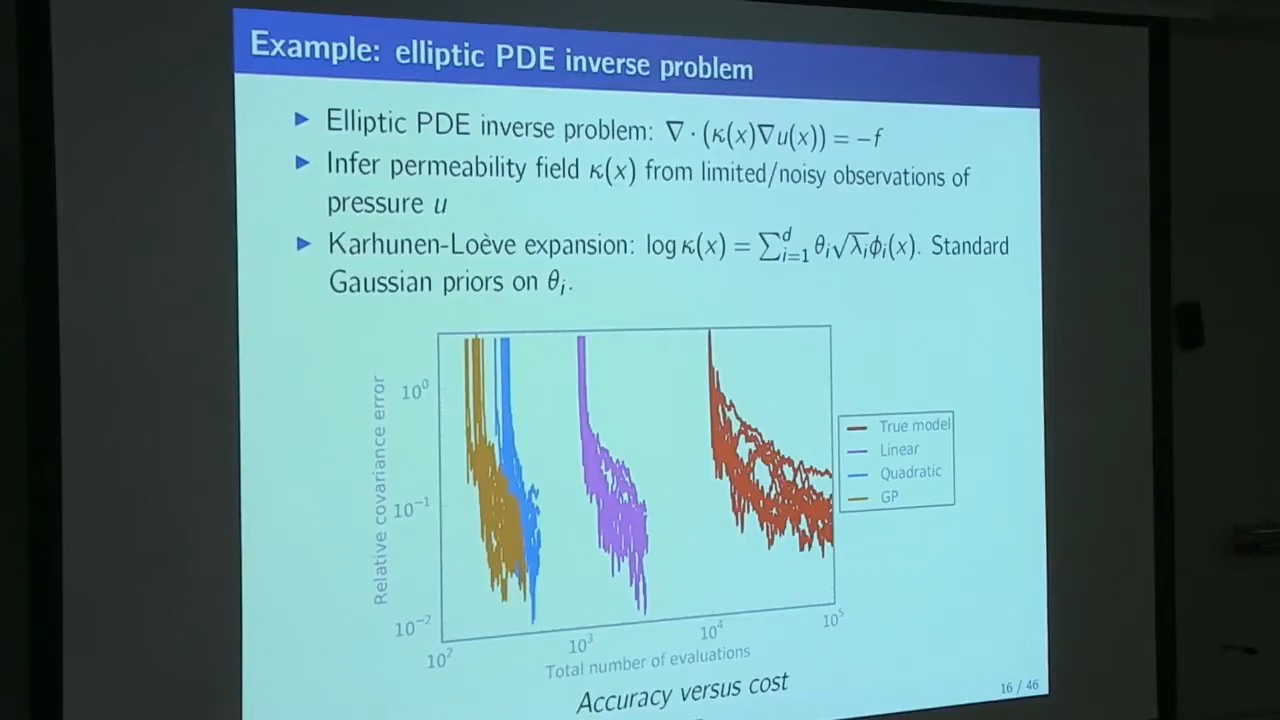 Example: elliptic PDE inverse problem
▶ Elliptic PDE inverse problem: ∇ · (κ(x)∇u(x)) = −f
▶ Infer permeability field κ(x) from limited/noisy observations of
pressure u
▶ Karhunen-Loève expansion: log κ(x) = ∑ᵈᵢ₌₁ θᵢ√λᵢϕᵢ(x). Standard
Gaussian priors on θᵢ.
Relative covariance error
10⁰
10⁻¹
10⁻²
10²
10³
10⁴
10⁵
True model
Linear
Quadratic
GP
Total number of evaluations
Accuracy versus cost
16 / 46